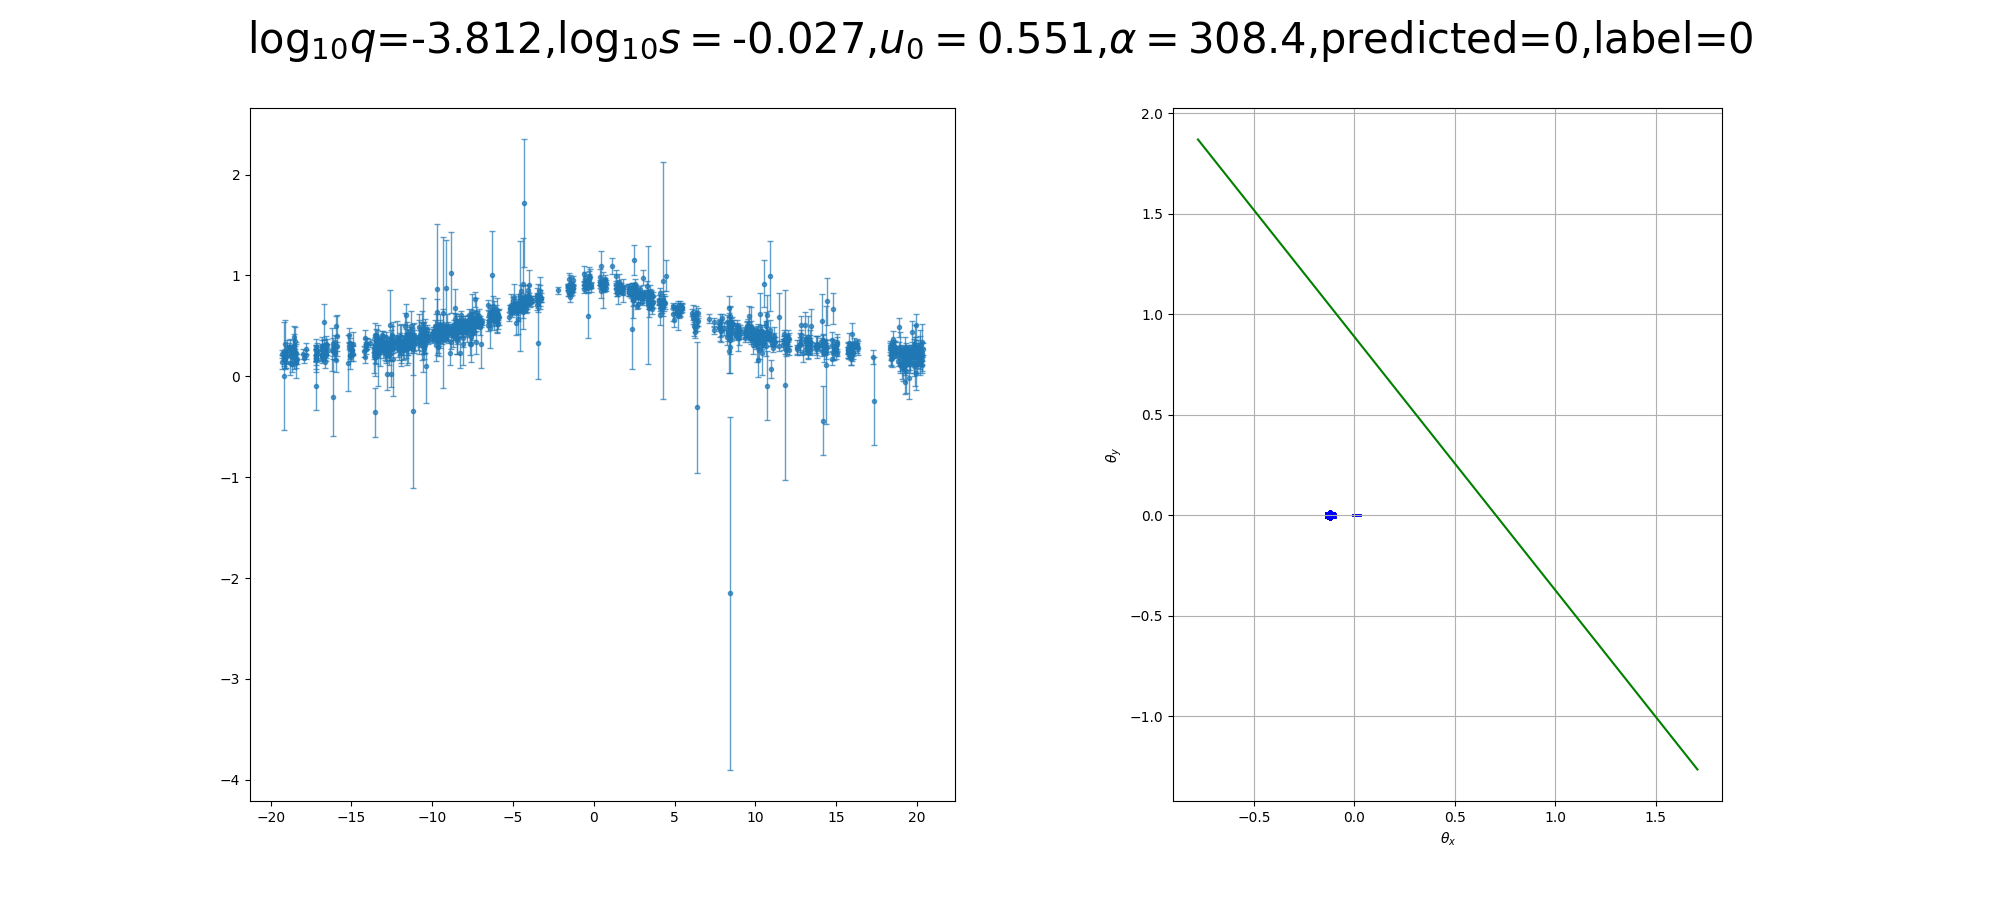 log₁₀q=-3.812,log₁₀s = -0.027,u₀ = 0.551,α = 308.4,predicted=0,label=0
2
1
0
−1
−2
−3
−4
−20 −15 −10 −5 0 5 10 15 20
2.0
1.5
1.0
0.5
0.0
−0.5
−1.0
θy
−0.5 0.0 0.5 1.0 1.5
θx